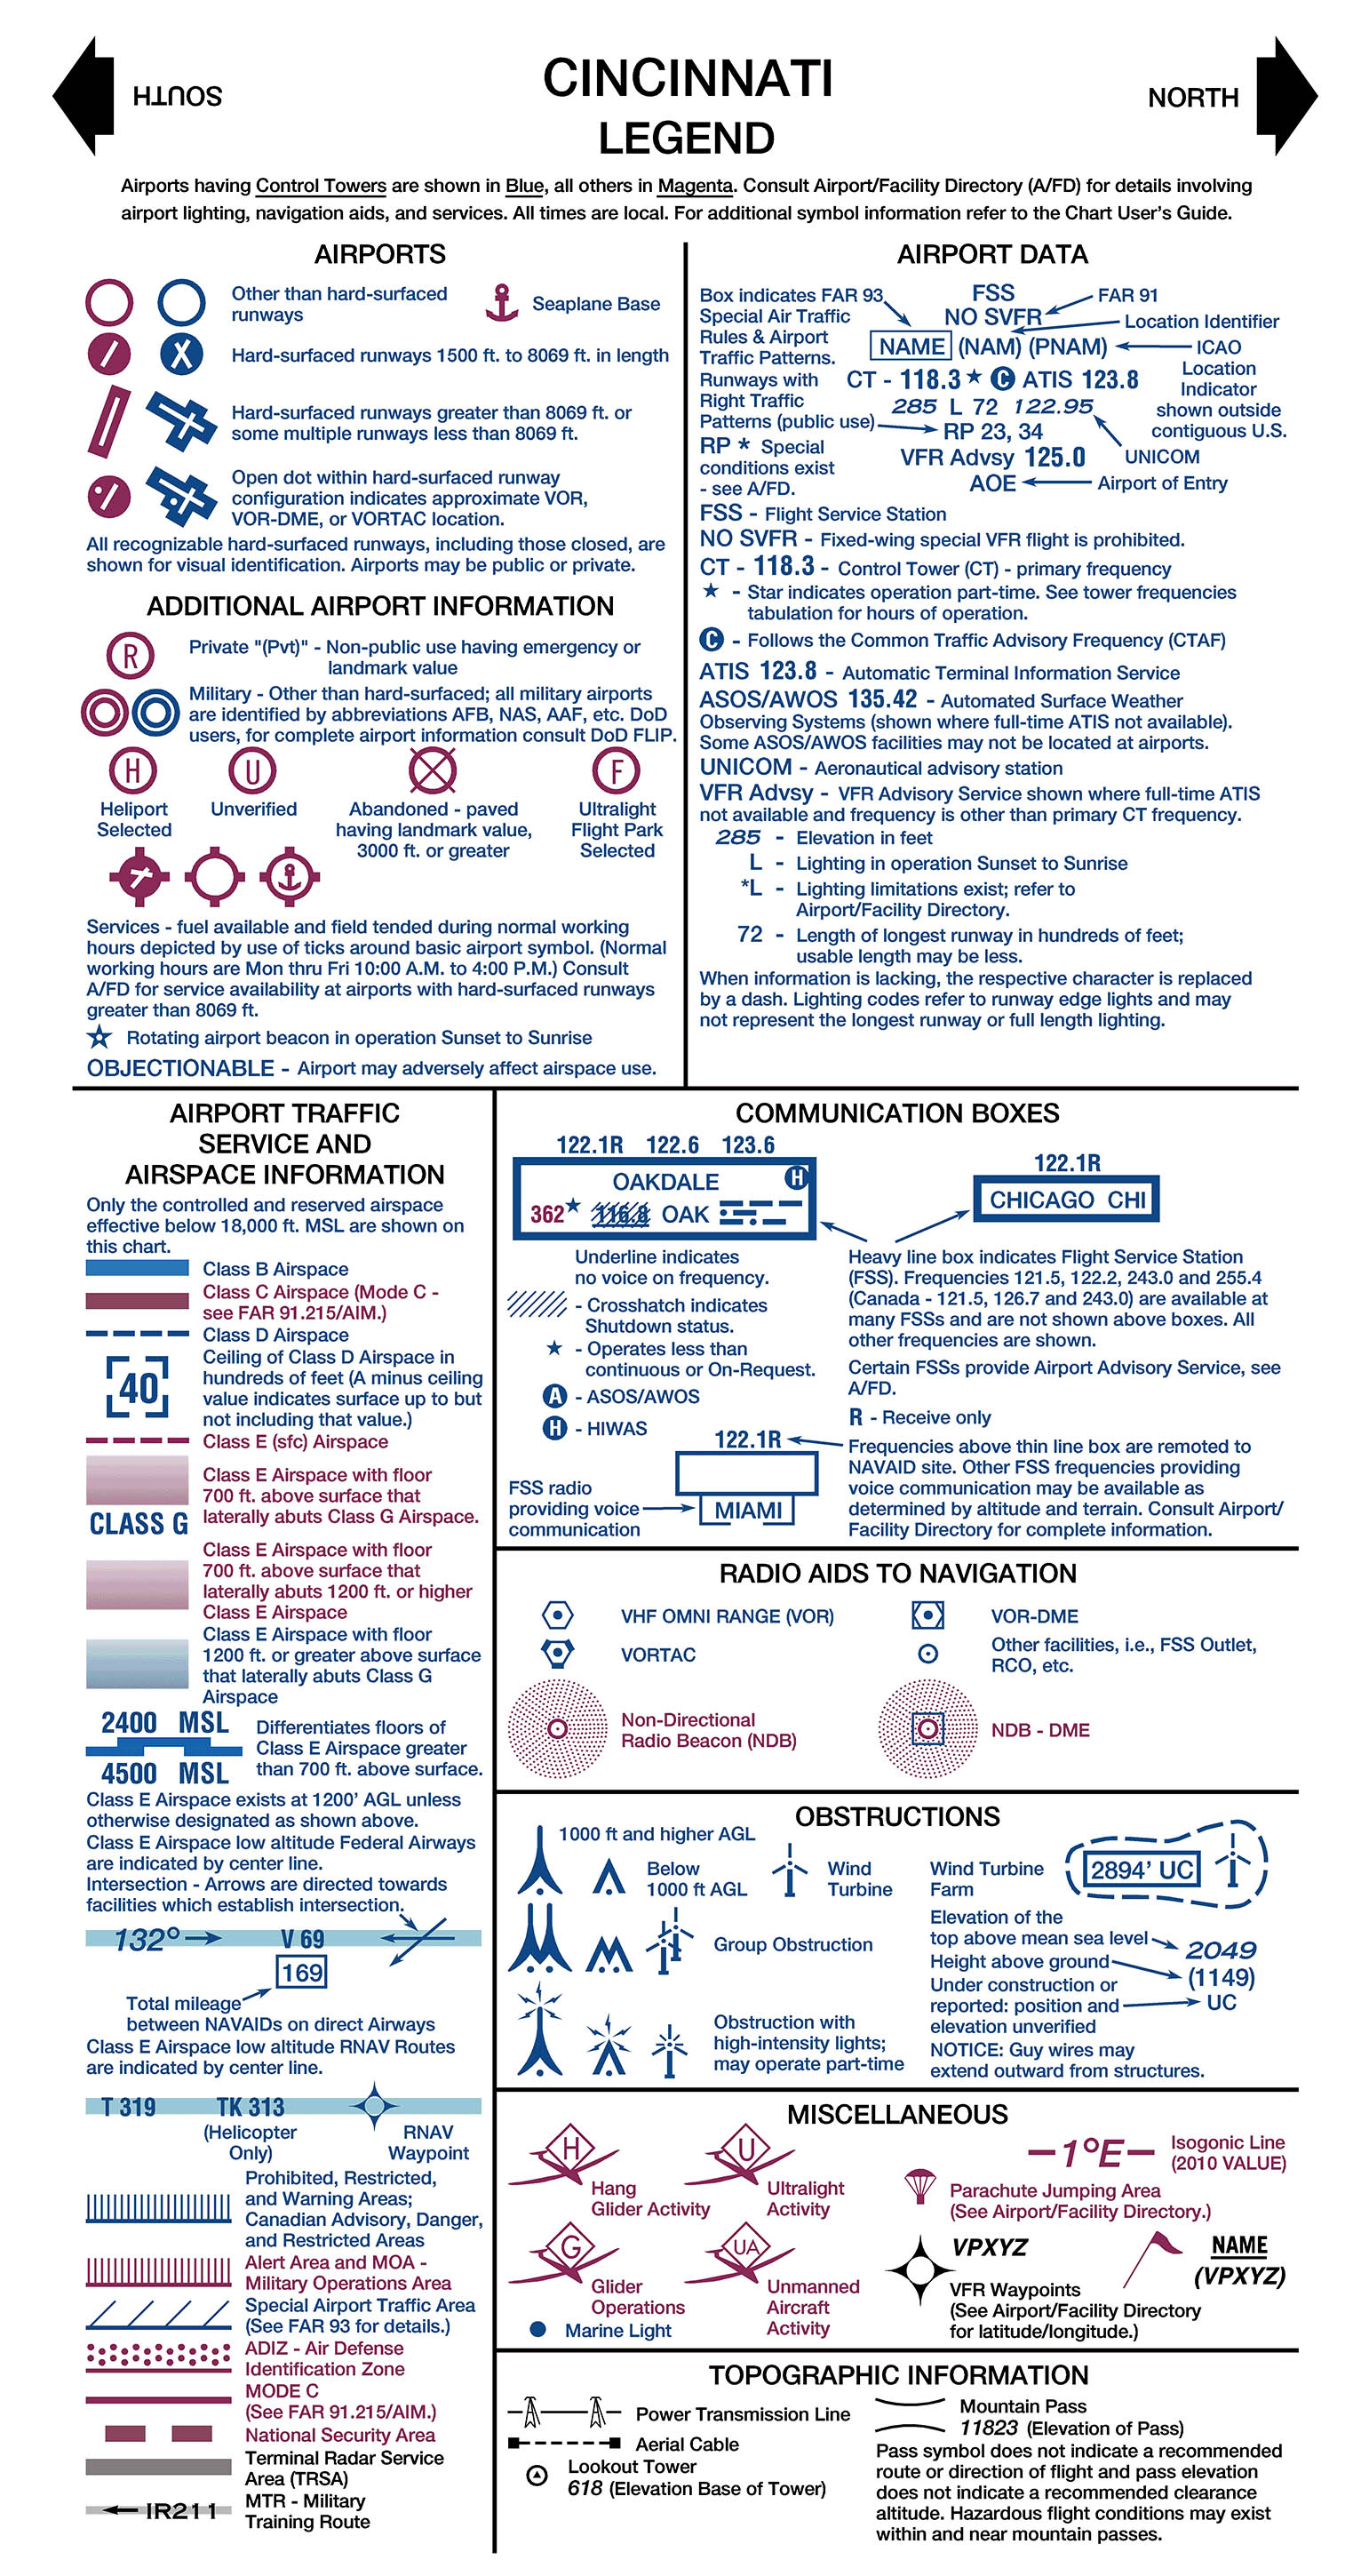 SOUTH
CINCINNATI
LEGEND
NORTH
Airports having Control Towers are shown in Blue, all others in Magenta. Consult Airport/Facility Directory (A/FD) for details involving
airport lighting, navigation aids, and services. All times are local. For additional symbol information refer to the Chart User's Guide.
AIRPORTS
Other than hard-surfaced
runways
Seaplane Base
Hard-surfaced runways 1500 ft. to 8069 ft. in length
Hard-surfaced runways greater than 8069 ft. or
some multiple runways less than 8069 ft.
Open dot within hard-surfaced runway
configuration indicates approximate VOR,
VOR-DME, or VORTAC location.
All recognizable hard-surfaced runways, including those closed, are
shown for visual identification. Airports may be public or private.
ADDITIONAL AIRPORT INFORMATION
R
Private "(Pvt)" - Non-public use having emergency or
landmark value
Military - Other than hard-surfaced; all military airports
are identified by abbreviations AFB, NAS, AAF, etc. DoD
users, for complete airport information consult DoD FLIP.
H
U
F
Heliport
Selected
Unverified
Abandoned - paved
having landmark value,
3000 ft. or greater
Ultralight
Flight Park
Selected
Services - fuel available and field tended during normal working
hours depicted by use of ticks around basic airport symbol. (Normal
working hours are Mon thru Fri 10:00 A.M. to 4:00 P.M.) Consult
A/FD for service availability at airports with hard-surfaced runways
greater than 8069 ft.
Rotating airport beacon in operation Sunset to Sunrise
OBJECTIONABLE - Airport may adversely affect airspace use.
AIRPORT DATA
Box indicates FAR 93
Special Air Traffic
Rules & Airport
Traffic Patterns.
Runways with
Right Traffic
Patterns (public use)
RP * Special
conditions exist
- see A/FD.
FSS
NO SVFR
NAME (NAM) (PNAM)
CT - 118.3 ★ C ATIS 123.8
285 L 72 122.95
RP 23, 34
VFR Advsy 125.0
AOE
FAR 91
Location Identifier
ICAO
Location
Indicator
shown outside
contiguous U.S.
UNICOM
Airport of Entry
FSS - Flight Service Station
NO SVFR - Fixed-wing special VFR flight is prohibited.
CT - 118.3 - Control Tower (CT) - primary frequency
★ - Star indicates operation part-time. See tower frequencies
tabulation for hours of operation.
C - Follows the Common Traffic Advisory Frequency (CTAF)
ATIS 123.8 - Automatic Terminal Information Service
ASOS/AWOS 135.42 - Automated Surface Weather
Observing Systems (shown where full-time ATIS not available).
Some ASOS/AWOS facilities may not be located at airports.
UNICOM - Aeronautical advisory station
VFR Advsy - VFR Advisory Service shown where full-time ATIS
not available and frequency is other than primary CT frequency.
285 - Elevation in feet
L - Lighting in operation Sunset to Sunrise
*L - Lighting limitations exist; refer to
Airport/Facility Directory.
72 - Length of longest runway in hundreds of feet;
usable length may be less.
When information is lacking, the respective character is replaced
by a dash. Lighting codes refer to runway edge lights and may
not represent the longest runway or full length lighting.
AIRPORT TRAFFIC
SERVICE AND
AIRSPACE INFORMATION
Only the controlled and reserved airspace
effective below 18,000 ft. MSL are shown on
this chart.
Class B Airspace
Class C Airspace (Mode C -
see FAR 91.215/AIM.)
Class D Airspace
40
Ceiling of Class D Airspace in
hundreds of feet (A minus ceiling
value indicates surface up to but
not including that value.)
Class E (sfc) Airspace
Class E Airspace with floor
700 ft. above surface that
laterally abuts Class G Airspace.
CLASS G
Class E Airspace with floor
700 ft. above surface that
laterally abuts 1200 ft. or higher
Class E Airspace
Class E Airspace with floor
1200 ft. or greater above surface
that laterally abuts Class G
Airspace
2400 MSL
4500 MSL
Differentiates floors of
Class E Airspace greater
than 700 ft. above surface.
Class E Airspace exists at 1200' AGL unless
otherwise designated as shown above.
Class E Airspace low altitude Federal Airways
are indicated by center line.
Intersection - Arrows are directed towards
facilities which establish intersection.
132° V 69
169
Total mileage
between NAVAIDs on direct Airways
Class E Airspace low altitude RNAV Routes
are indicated by center line.
T 319 TK 313
(Helicopter
Only)
RNAV
Waypoint
Prohibited, Restricted,
and Warning Areas;
Canadian Advisory, Danger,
and Restricted Areas
Alert Area and MOA -
Military Operations Area
Special Airport Traffic Area
(See FAR 93 for details.)
ADIZ - Air Defense
Identification Zone
MODE C
(See FAR 91.215/AIM.)
National Security Area
Terminal Radar Service
Area (TRSA)
IR211
MTR - Military
Training Route
COMMUNICATION BOXES
122.1R 122.6 123.6
OAKDALE H
362★ 116.8 OAK
122.1R
CHICAGO CHI
Underline indicates
no voice on frequency.
- Crosshatch indicates
Shutdown status.
★ - Operates less than
continuous or On-Request.
A - ASOS/AWOS
H - HIWAS
122.1R
FSS radio
providing voice
communication
MIAMI
Heavy line box indicates Flight Service Station
(FSS). Frequencies 121.5, 122.2, 243.0 and 255.4
(Canada - 121.5, 126.7 and 243.0) are available at
many FSSs and are not shown above boxes. All
other frequencies are shown.
Certain FSSs provide Airport Advisory Service, see
A/FD.
R - Receive only
Frequencies above thin line box are remoted to
NAVAID site. Other FSS frequencies providing
voice communication may be available as
determined by altitude and terrain. Consult Airport/
Facility Directory for complete information.
RADIO AIDS TO NAVIGATION
VHF OMNI RANGE (VOR)
VOR-DME
VORTAC
Other facilities, i.e., FSS Outlet,
RCO, etc.
Non-Directional
Radio Beacon (NDB)
NDB - DME
OBSTRUCTIONS
1000 ft and higher AGL
Below
1000 ft AGL
Wind
Turbine
Wind Turbine
Farm
2894' UC
Group Obstruction
Elevation of the
top above mean sea level
Height above ground
Under construction or
reported: position and
elevation unverified
2049
(1149)
UC
Obstruction with
high-intensity lights;
may operate part-time
NOTICE: Guy wires may
extend outward from structures.
MISCELLANEOUS
H
Hang
Glider Activity
U
Ultralight
Activity
1°E
Isogonic Line
(2010 VALUE)
Parachute Jumping Area
(See Airport/Facility Directory.)
G
Glider
Operations
UA
Unmanned
Aircraft
Activity
Marine Light
VPXYZ
NAME
(VPXYZ)
VFR Waypoints
(See Airport/Facility Directory
for latitude/longitude.)
TOPOGRAPHIC INFORMATION
Power Transmission Line
Aerial Cable
Lookout Tower
618 (Elevation Base of Tower)
Mountain Pass
11823 (Elevation of Pass)
Pass symbol does not indicate a recommended
route or direction of flight and pass elevation
does not indicate a recommended clearance
altitude. Hazardous flight conditions may exist
within and near mountain passes.